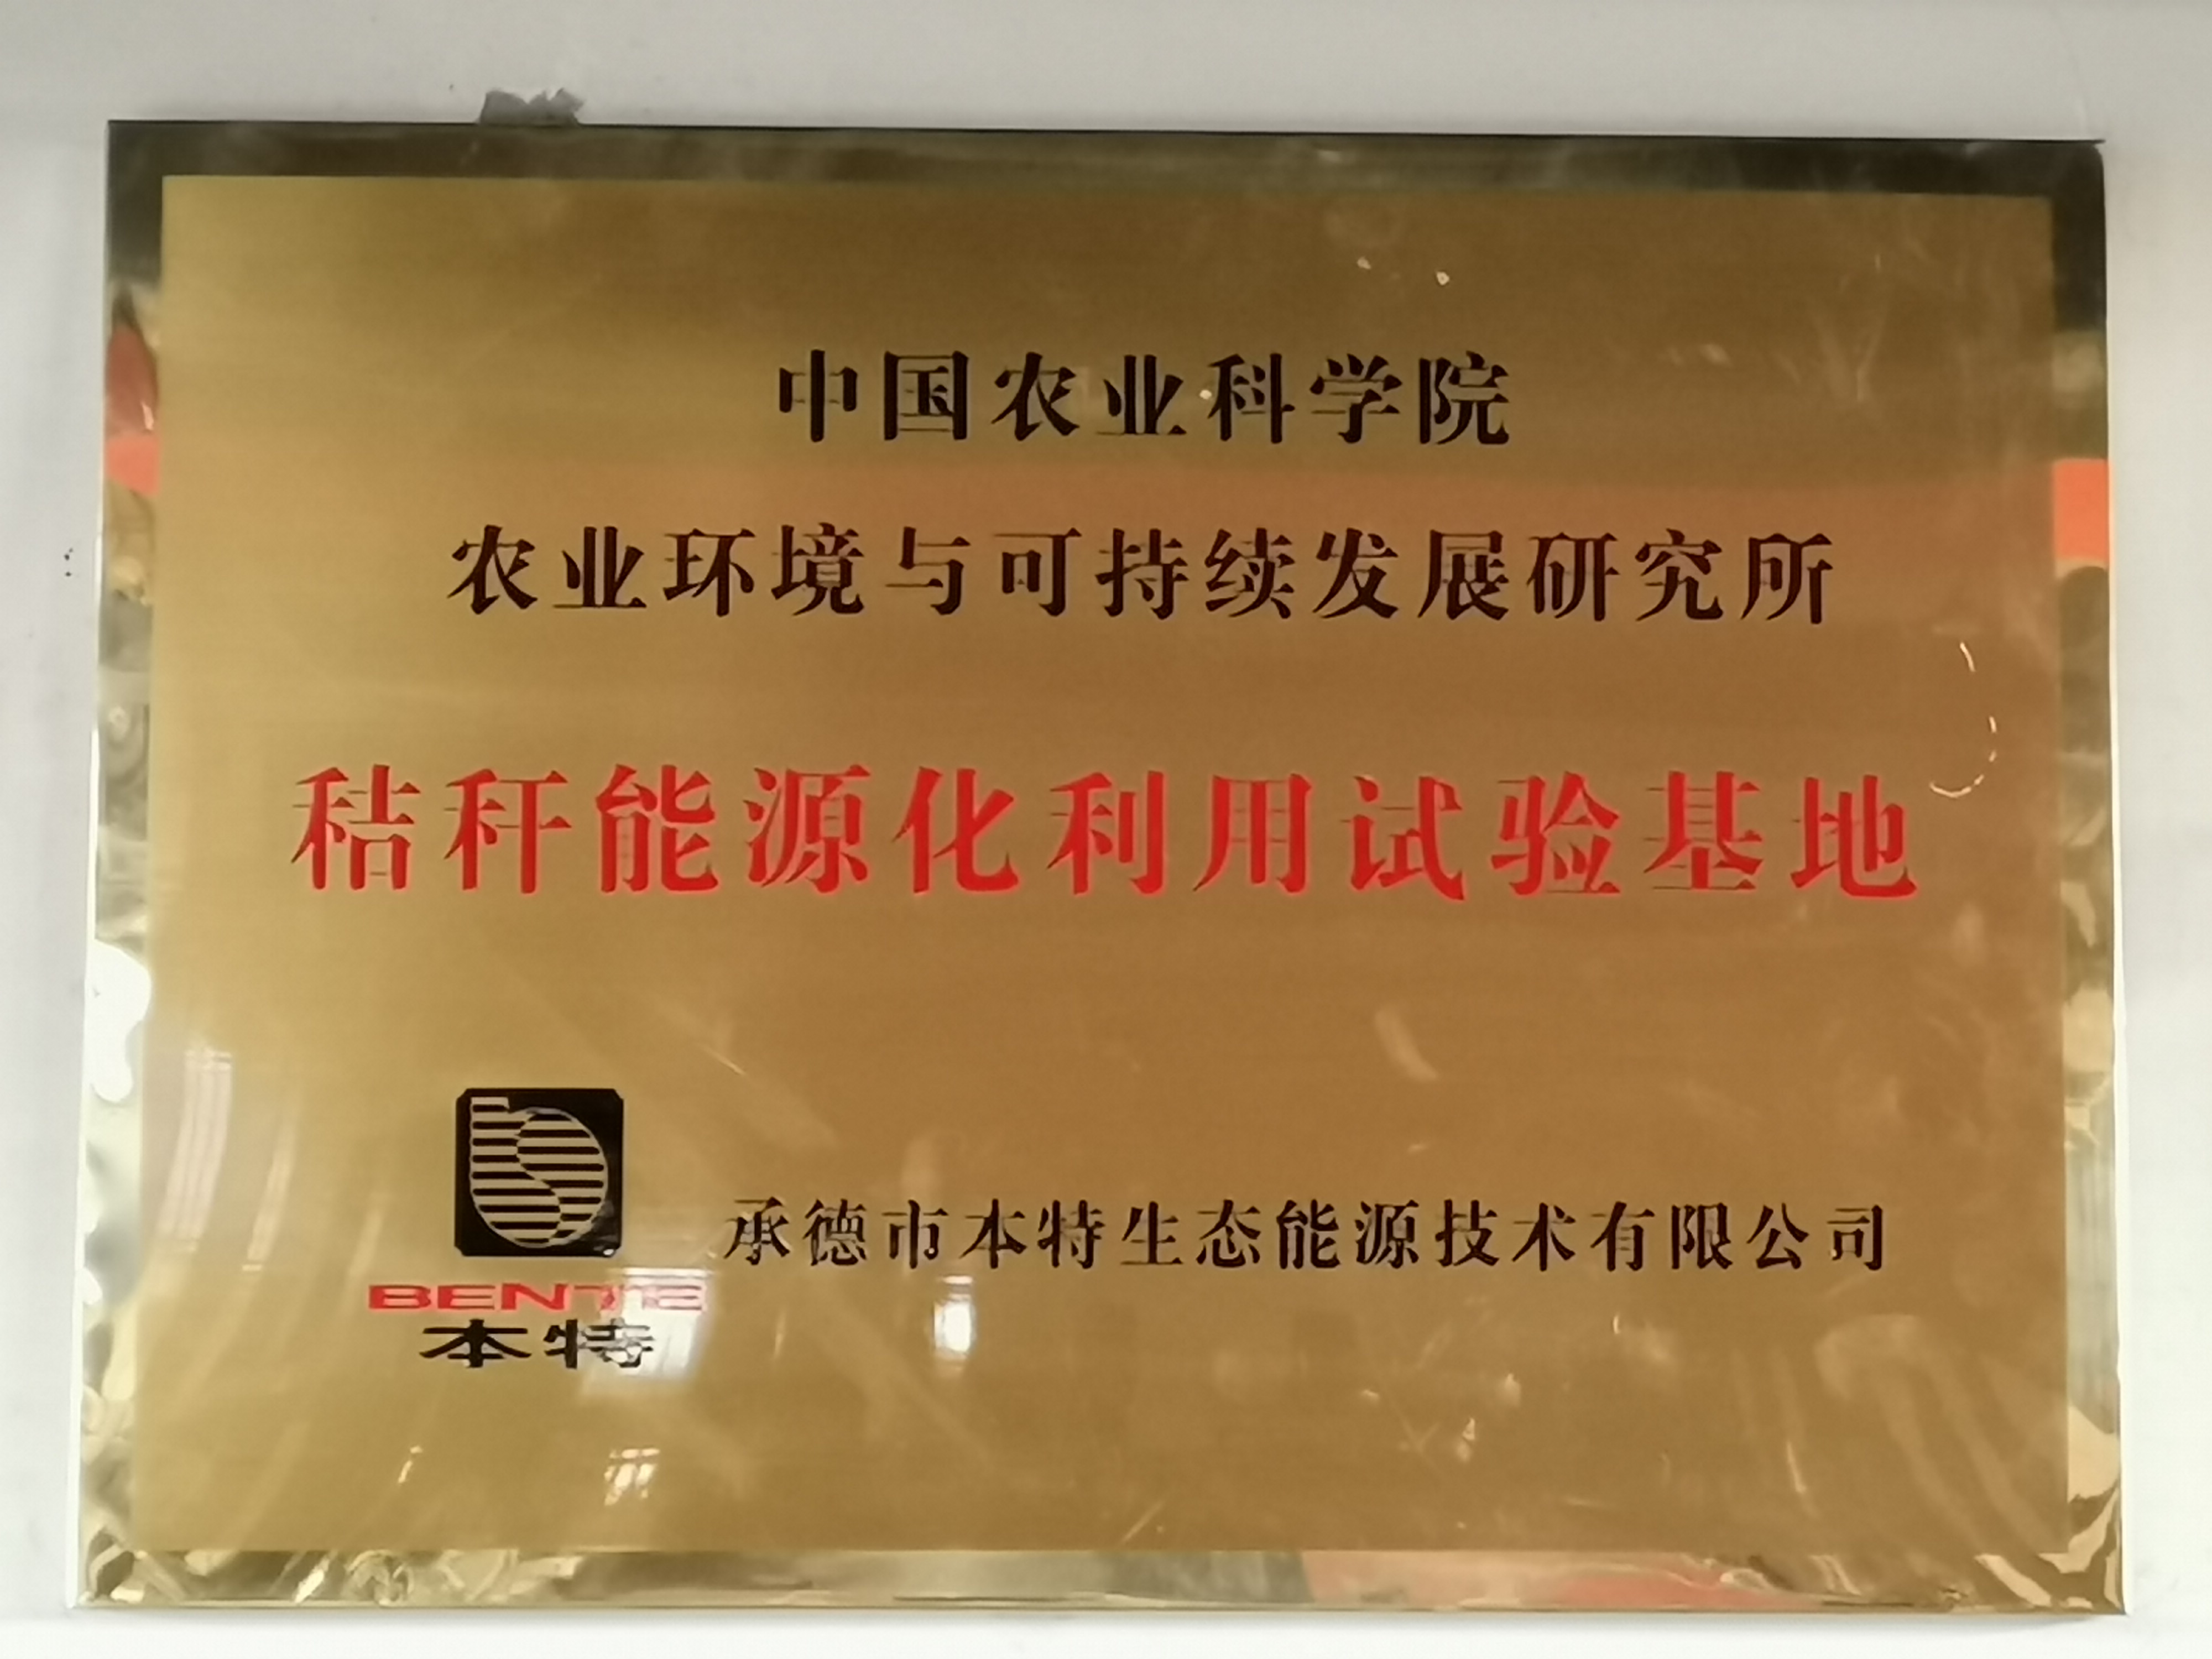 中国农业科学院
农业环境与可持续发展研究所
秸秆能源化利用试验基地
承德市本特生态能源技术有限公司
BENTE
本特